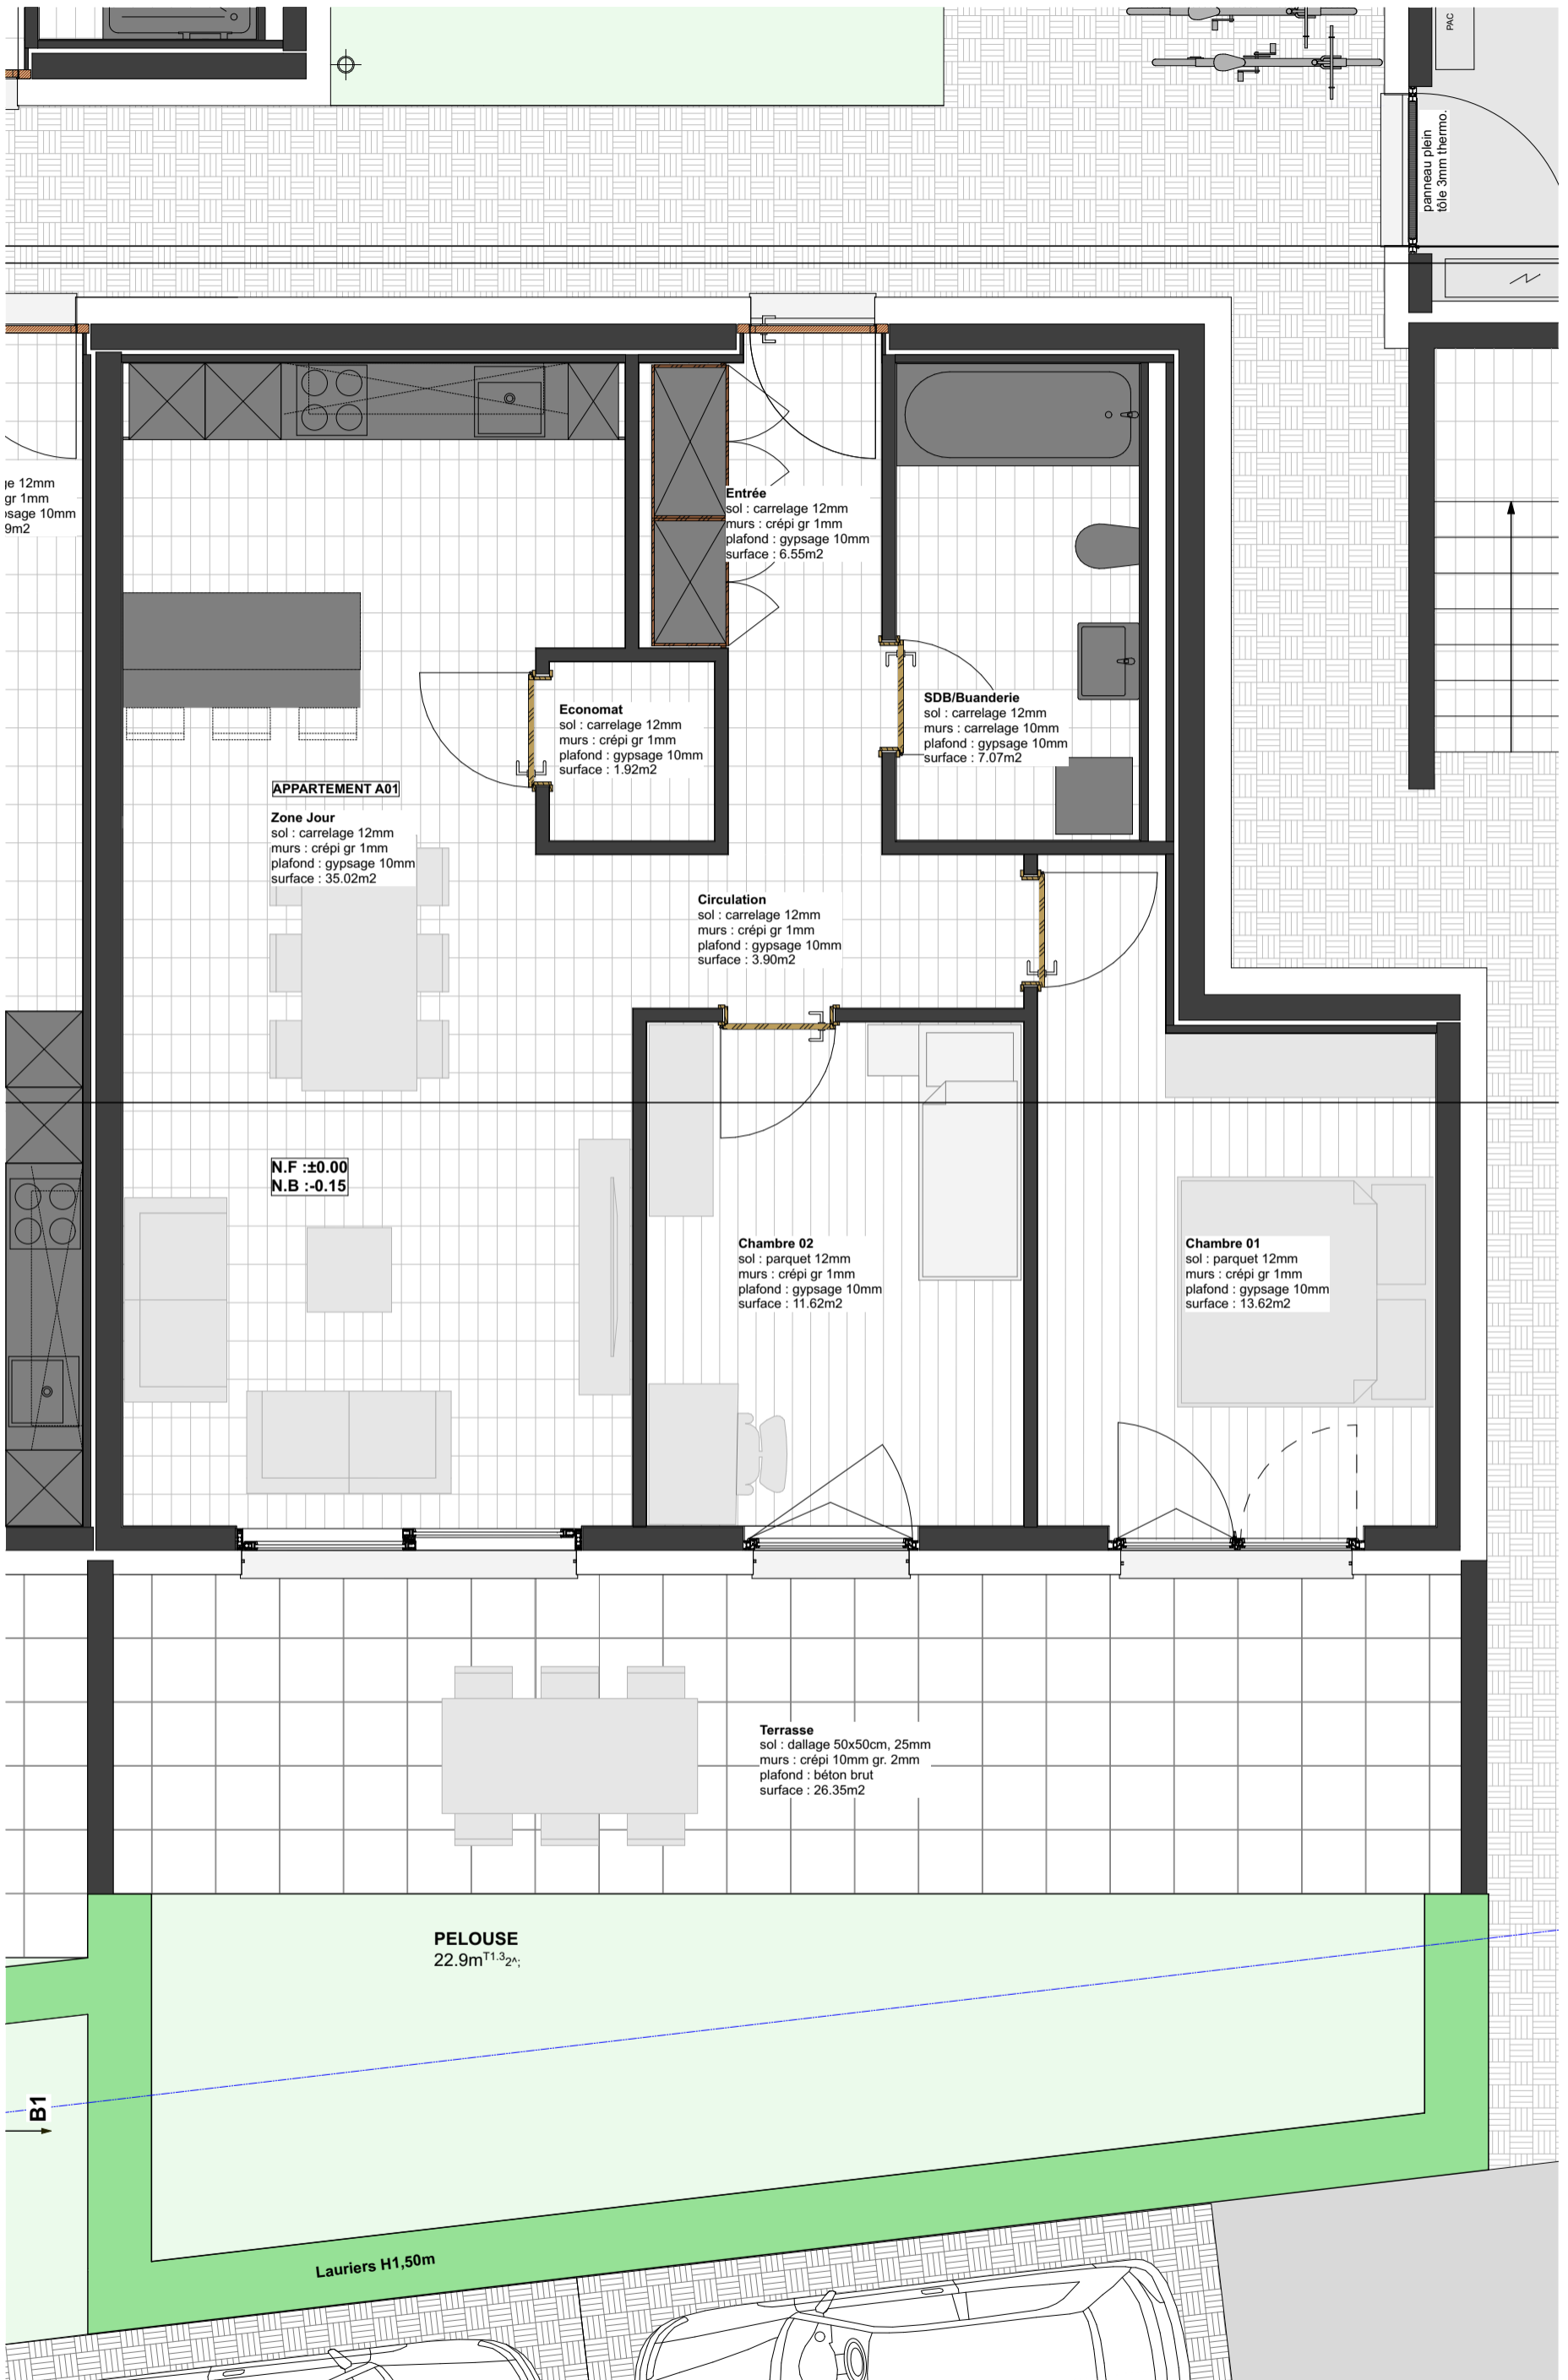 PAC
panneau plein
tôle 3mm thermo.
12mm
gr 1mm
10mm
9m2
Entrée
sol : carrelage 12mm
murs : crépi gr 1mm
plafond : gypsage 10mm
surface : 6.55m2
Economat
sol : carrelage 12mm
murs : crépi gr 1mm
plafond : gypsage 10mm
surface : 1.92m2
SDB/Buanderie
sol : carrelage 12mm
murs : carrelage 10mm
plafond : gypsage 10mm
surface : 7.07m2
APPARTEMENT A01
Zone Jour
sol : carrelage 12mm
murs : crépi gr 1mm
plafond : gypsage 10mm
surface : 35.02m2
Circulation
sol : carrelage 12mm
murs : crépi gr 1mm
plafond : gypsage 10mm
surface : 3.90m2
N.F :±0.00
N.B :-0.15
Chambre 02
sol : parquet 12mm
murs : crépi gr 1mm
plafond : gypsage 10mm
surface : 11.62m2
Chambre 01
sol : parquet 12mm
murs : crépi gr 1mm
plafond : gypsage 10mm
surface : 13.62m2
Terrasse
sol : dallage 50x50cm, 25mm
murs : crépi 10mm gr. 2mm
plafond : béton brut
surface : 26.35m2
PELOUSE
22.9mT1.32^;
B1
Lauriers H1,50m